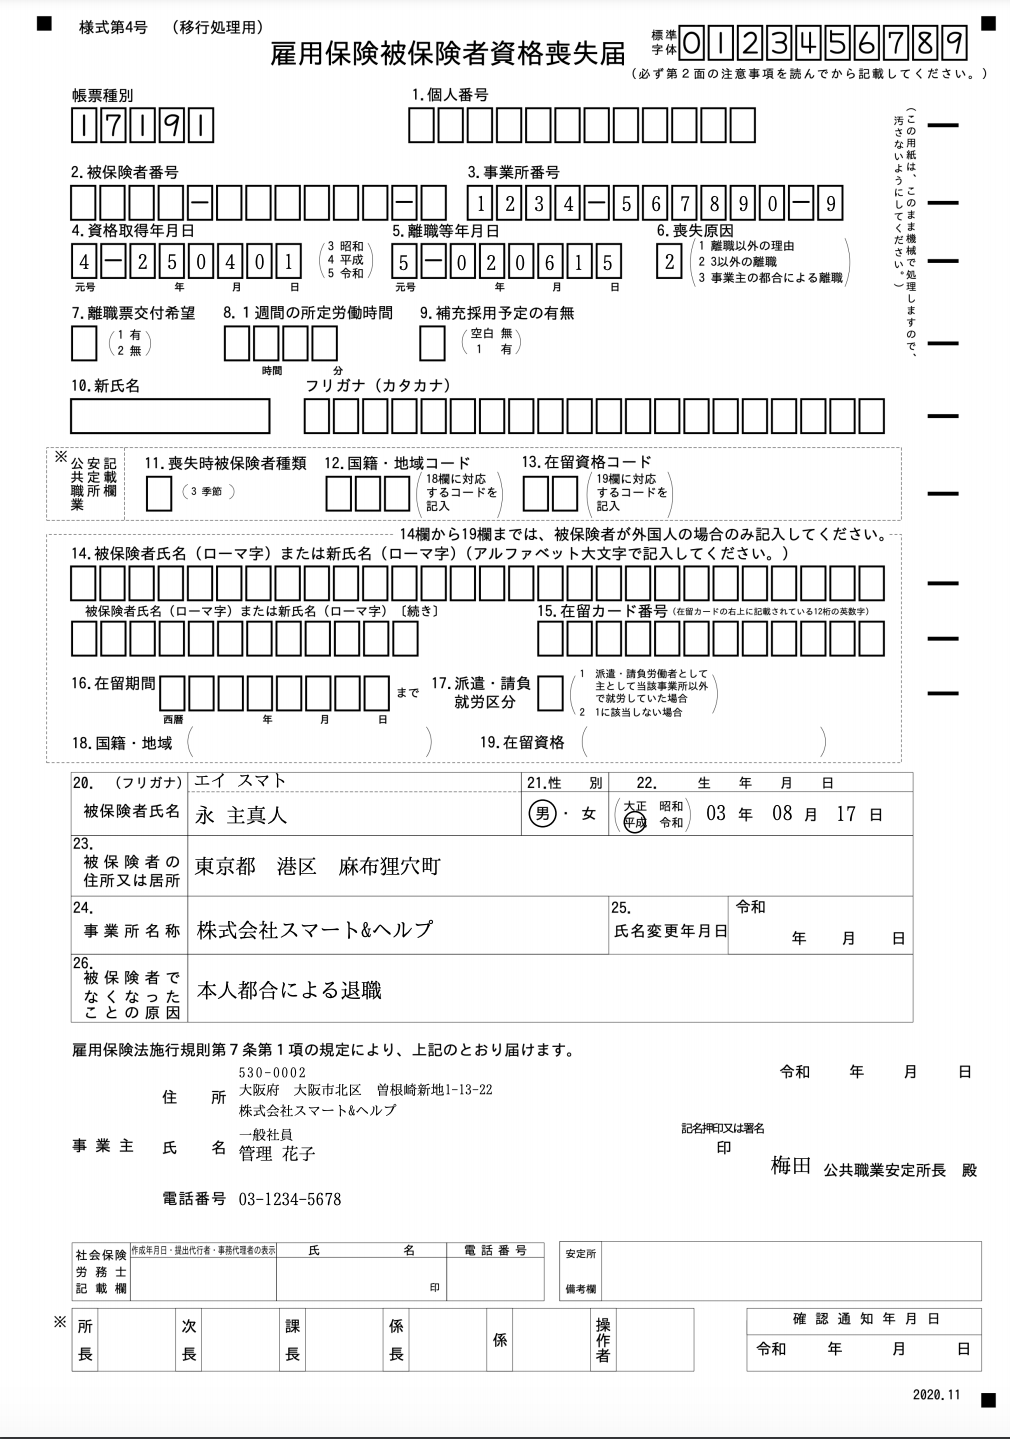 様式第4号　（移行処理用）
雇用保険被保険者資格喪失届
標準字体 0123456789
（必ず第２面の注意事項を読んでから記載してください。）
帳票種別
17191
1.個人番号
（この用紙は、このまま機械で処理しますので、汚さないようにしてください。）
2.被保険者番号
3.事業所番号
1234-567890-9
4.資格取得年月日
4-250401
元号　年　月　日
（3 昭和 4 平成 5 令和）
5.離職等年月日
5-020615
元号　年　月　日
6.喪失原因
2
1 離職以外の理由
2 3以外の離職
3 事業主の都合による離職
7.離職票交付希望
（1 有 2 無）
8.１週間の所定労働時間
時間　分
9.補充採用予定の有無
（空白 無 1 有）
10.新氏名
フリガナ（カタカナ）
※
公共職業安定所記載欄
11.喪失時被保険者種類
（3 季節）
12.国籍・地域コード
（18欄に対応するコードを記入）
13.在留資格コード
（19欄に対応するコードを記入）
14欄から19欄までは、被保険者が外国人の場合のみ記入してください。
14.被保険者氏名（ローマ字）または新氏名（ローマ字）（アルファベット大文字で記入してください。）
被保険者氏名（ローマ字）または新氏名（ローマ字）〔続き〕
15.在留カード番号（在留カードの右上に記載されている12桁の英数字）
16.在留期間
まで
西暦　年　月　日
17.派遣・請負就労区分
1 派遣・請負労働者として主として当該事業所以外で就労していた場合
2 1に該当しない場合
18.国籍・地域（　）
19.在留資格（　）
20.（フリガナ）
エイ スマト
被保険者氏名
永 主真人
21.性　別
男・女
22.　生　年　月　日
（大正 昭和 平成 令和）
03 年 08 月 17 日
23.
被保険者の住所又は居所
東京都　港区　麻布狸穴町
24.
事業所名称
株式会社スマート&ヘルプ
25.
氏名変更年月日
令和
年　月　日
26.
被保険者でなくなったことの原因
本人都合による退職
雇用保険法施行規則第７条第１項の規定により、上記のとおり届けます。
令和　年　月　日
530-0002
住　所
大阪府　大阪市北区　曽根崎新地1-13-22
株式会社スマート&ヘルプ
事業主　氏　名
一般社員
管理 花子
記名押印又は署名
印
梅田 公共職業安定所長　殿
電話番号 03-1234-5678
社会保険労務士記載欄
作成年月日・提出代行者・事務代理者の表示
氏　名
印
電話番号
安定所備考欄
※
所長
次長
課長
係長
係
操作者
確認通知年月日
令和　年　月　日
2020.11